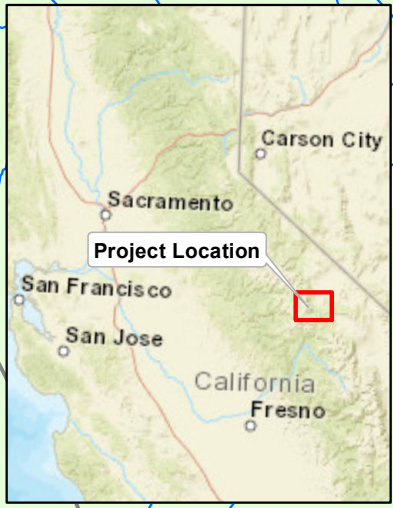 Carson City
Sacramento
Project Location
San Francisco
San Jose
California
Fresno